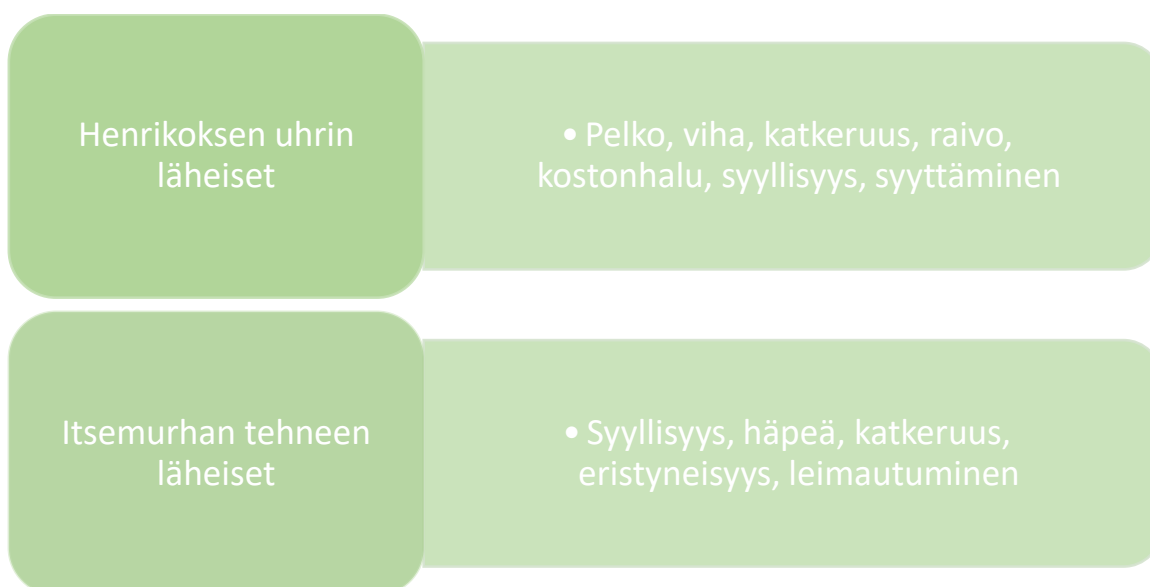 Henrikoksen uhrin
läheiset
• Pelko, viha, katkeruus, raivo,
kostonhalu, syyllisyys, syyttäminen
Itsemurhan tehneen
läheiset
• Syyllisyys, häpeä, katkeruus,
eristyneisyys, leimautuminen